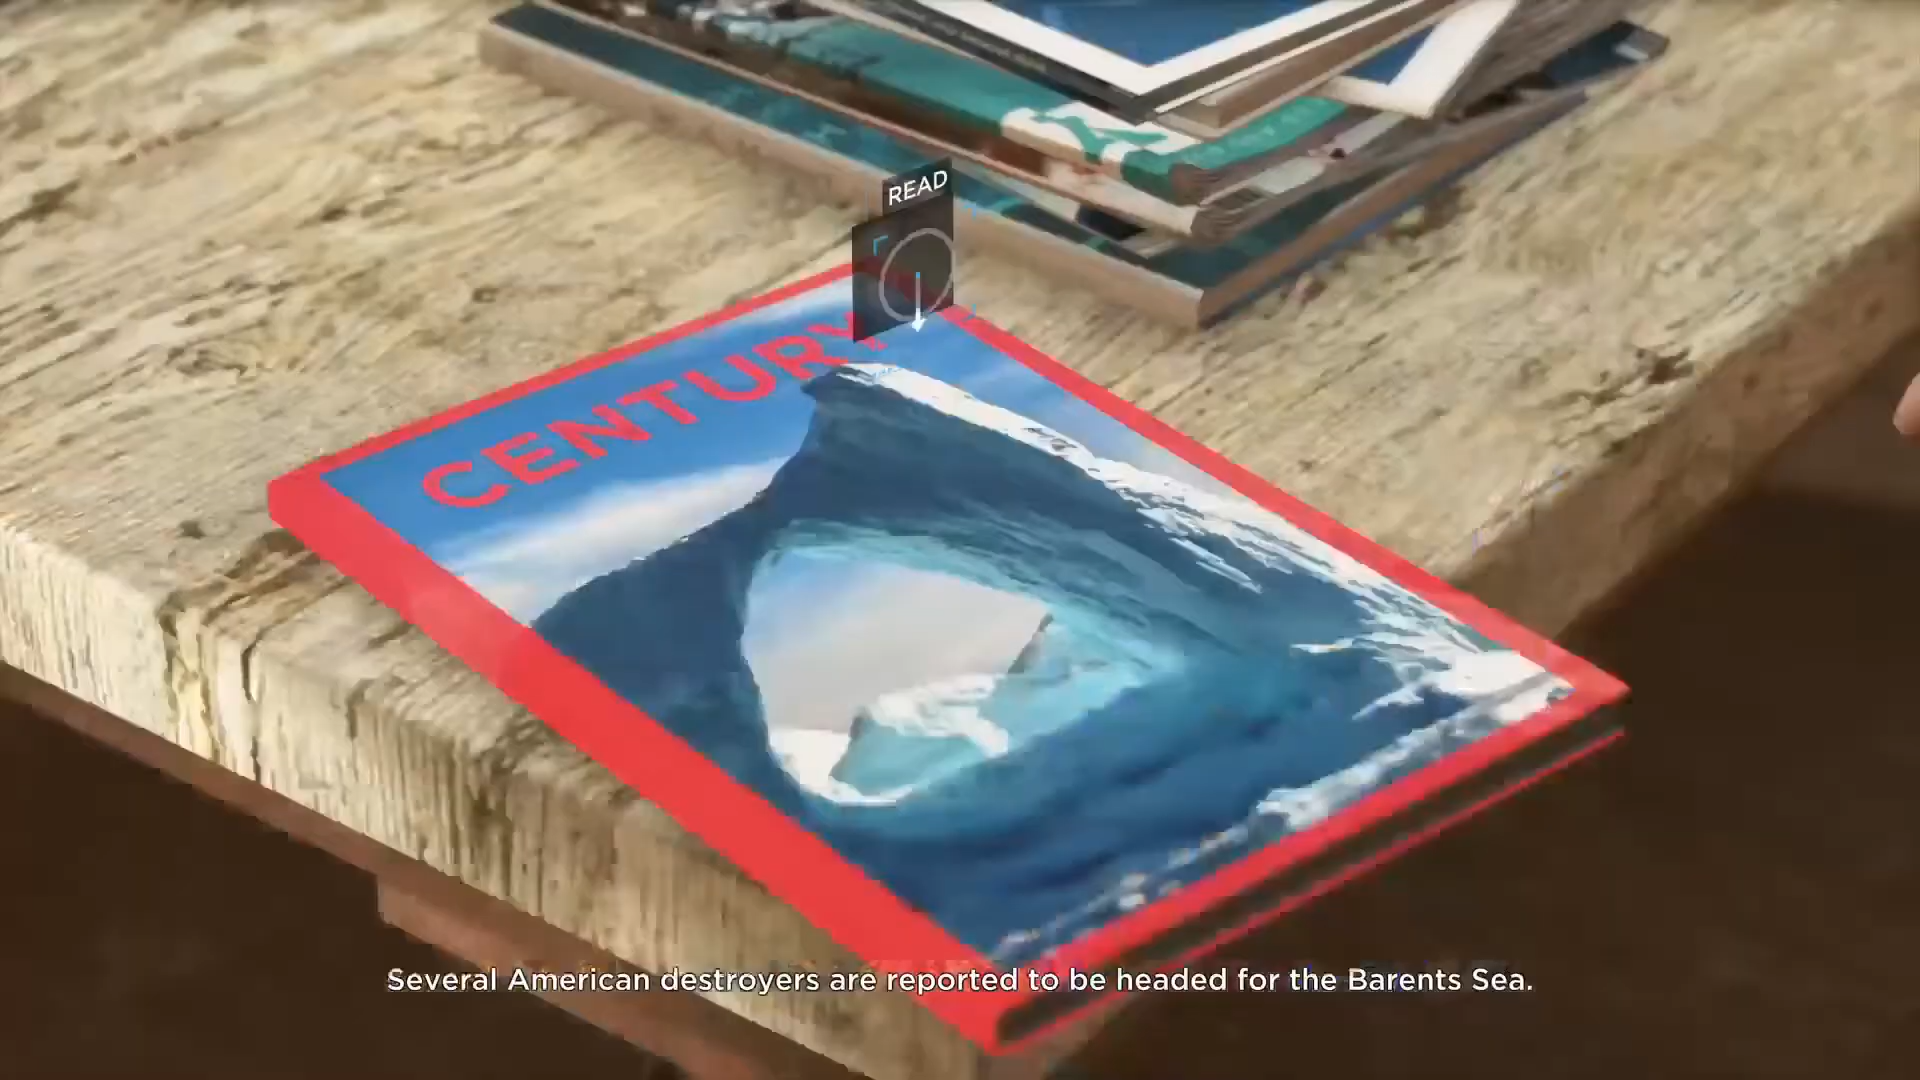 READ
CENTURY
Several American destroyers are reported to be headed for the Barents Sea.